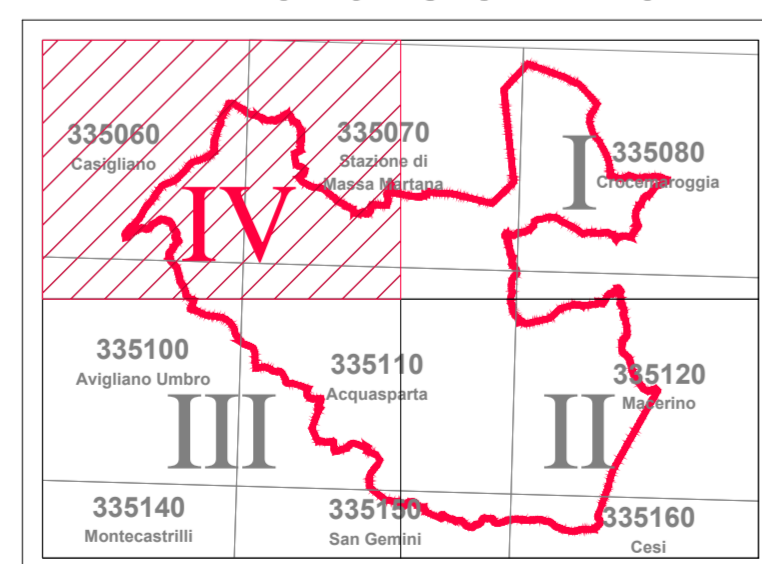 335060
Casigliano
335070
Stazione di
Massa Martana
335080
Crocemaroggia
IV
I
335100
Avigliano Umbro
335110
Acquasparta
335120
Macerino
III
II
335140
Montecastrilli
335150
San Gemini
335160
Cesi